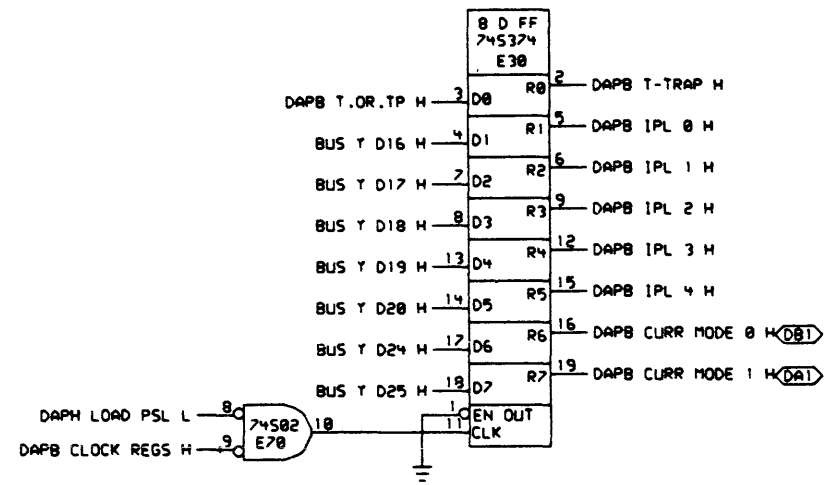 8 D FF
74S374
E30
DAPB T.OR.TP H 3 D0 R0 2 DAPB T-TRAP H
BUS Y D16 H 4 D1 R1 5 DAPB IPL 0 H
BUS Y D17 H 7 D2 R2 6 DAPB IPL 1 H
BUS Y D18 H 8 D3 R3 9 DAPB IPL 2 H
BUS Y D19 H 13 D4 R4 12 DAPB IPL 3 H
BUS Y D20 H 14 D5 R5 15 DAPB IPL 4 H
BUS Y D24 H 17 D6 R6 16 DAPB CURR MODE 0 H DB1
BUS Y D25 H 18 D7 R7 19 DAPB CURR MODE 1 H DA1
DAPH LOAD PSL L 8 1 EN OUT
74S02 10 11 CLK
DAPB CLOCK REGS H 9 E70